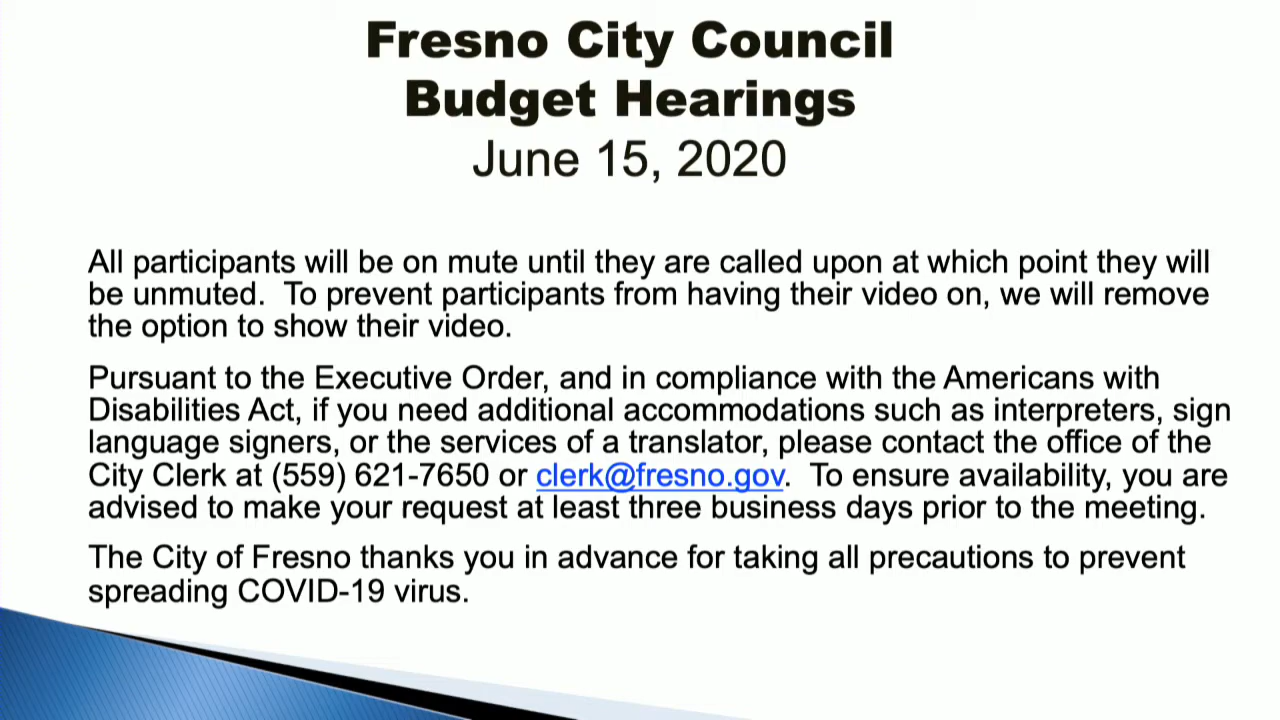 Fresno City Council
Budget Hearings
June 15, 2020
All participants will be on mute until they are called upon at which point they will
be unmuted.  To prevent participants from having their video on, we will remove
the option to show their video.
Pursuant to the Executive Order, and in compliance with the Americans with
Disabilities Act, if you need additional accommodations such as interpreters, sign
language signers, or the services of a translator, please contact the office of the
City Clerk at (559) 621-7650 or clerk@fresno.gov.  To ensure availability, you are
advised to make your request at least three business days prior to the meeting.
The City of Fresno thanks you in advance for taking all precautions to prevent
spreading COVID-19 virus.